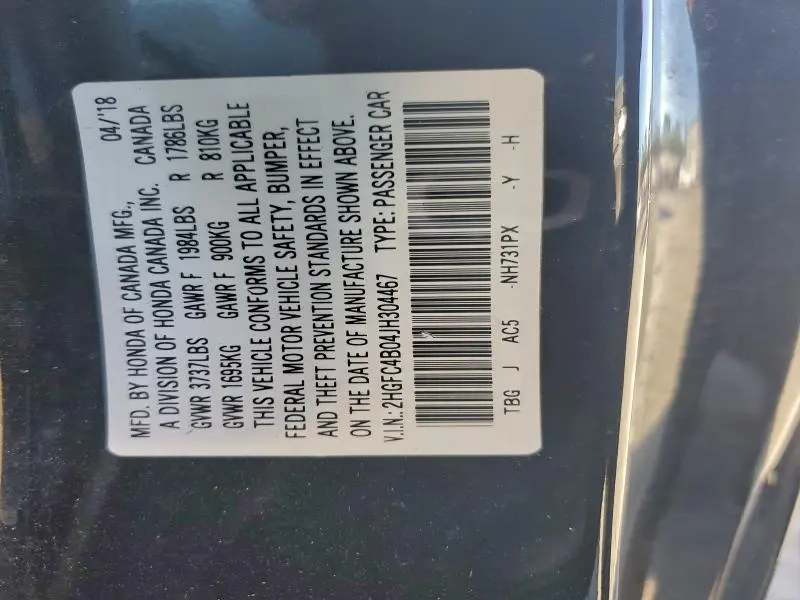 MFD. BY HONDA OF CANADA MFG., 04/'18
A DIVISION OF HONDA CANADA INC. CANADA
GVWR 3737LBS GAWR F 1984LBS R 1786LBS
GVWR 1695KG GAWR F 900KG R 810KG
THIS VEHICLE CONFORMS TO ALL APPLICABLE
FEDERAL MOTOR VEHICLE SAFETY, BUMPER,
AND THEFT PREVENTION STANDARDS IN EFFECT
ON THE DATE OF MANUFACTURE SHOWN ABOVE.
V.I.N.: 2HGFC4B04JH304467 TYPE: PASSENGER CAR
TBG J AC5 -NH731PX -Y -H